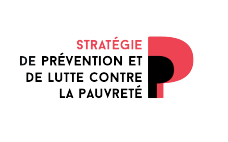 STRATÉGIE
DE PRÉVENTION ET
DE LUTTE CONTRE
LA PAUVRETÉ